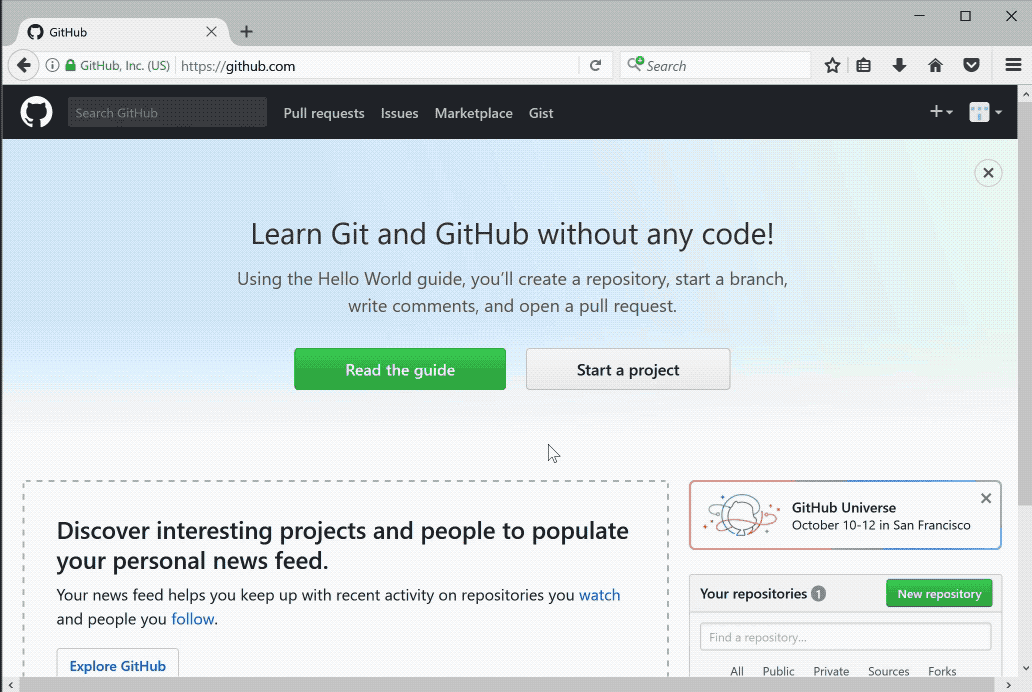 GitHub
GitHub, Inc. (US)
https://github.com
Search
Search GitHub
Pull requests
Issues
Marketplace
Gist
Learn Git and GitHub without any code!
Using the Hello World guide, you’ll create a repository, start a branch,
write comments, and open a pull request.
Read the guide
Start a project
Discover interesting projects and people to populate
your personal news feed.
Your news feed helps you keep up with recent activity on repositories you watch
and people you follow.
Explore GitHub
GitHub Universe
October 10-12 in San Francisco
Your repositories 1
New repository
Find a repository...
All
Public
Private
Sources
Forks